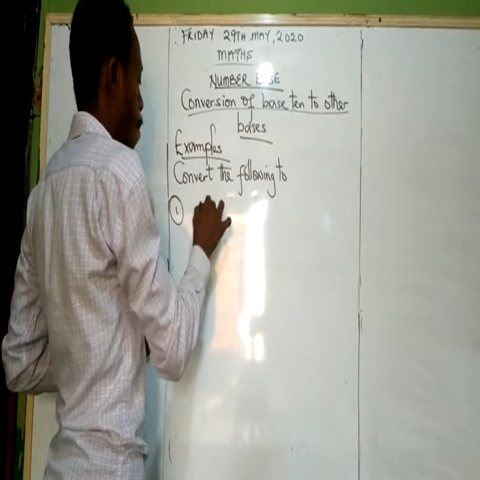 FRIDAY 29TH MAY, 2020
MATHS
NUMBER BASE
Conversion of base ten to other
bases
Examples
Convert the following to
1